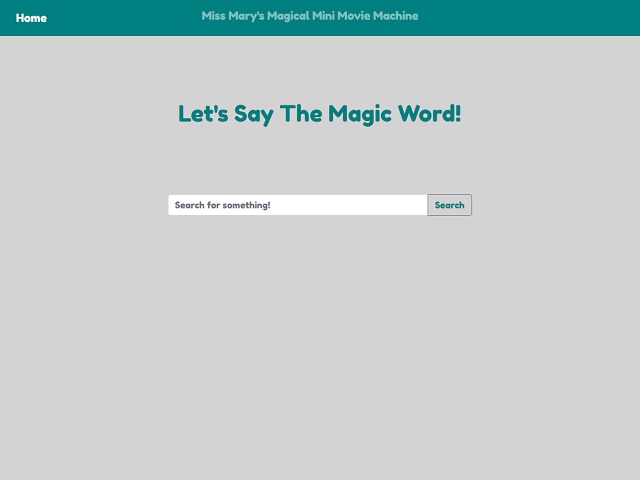 Home
Miss Mary's Magical Mini Movie Machine
Let's Say The Magic Word!
Search for something!
Search